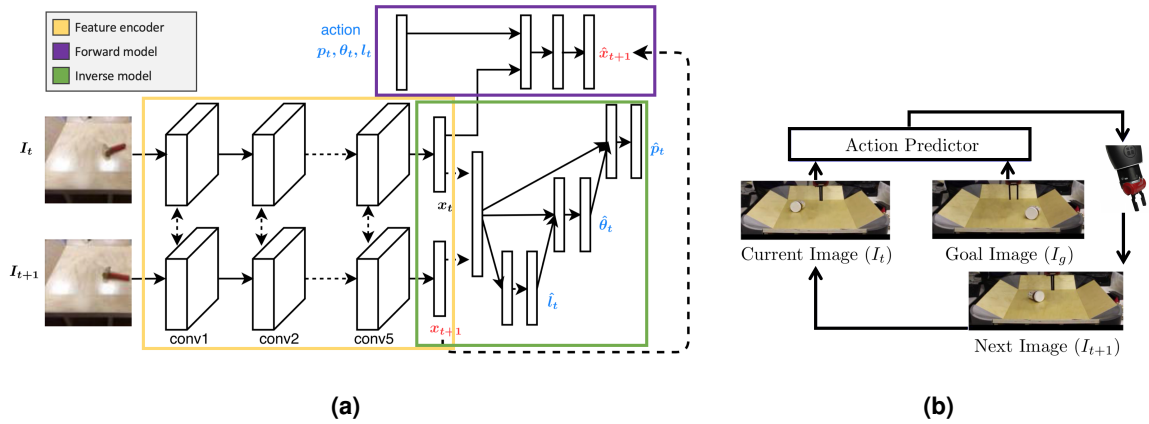 Feature encoder
Forward model
Inverse model
action
p_t, θ_t, l_t
x̂_{t+1}
I_t
x_t
p̂_t
θ̂_t
l̂_t
I_{t+1}
x_{t+1}
conv1 conv2 conv5
(a)
Action Predictor
Current Image (I_t) Goal Image (I_g)
Next Image (I_{t+1})
(b)